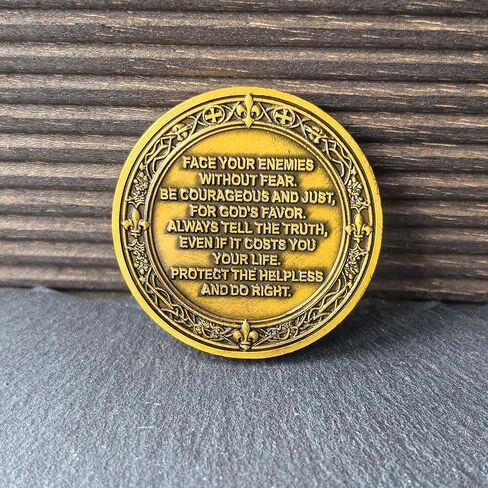 FACE YOUR ENEMIES
WITHOUT FEAR.
BE COURAGEOUS AND JUST,
FOR GOD'S FAVOR.
ALWAYS TELL THE TRUTH,
EVEN IF IT COSTS YOU
YOUR LIFE.
PROTECT THE HELPLESS
AND DO RIGHT.